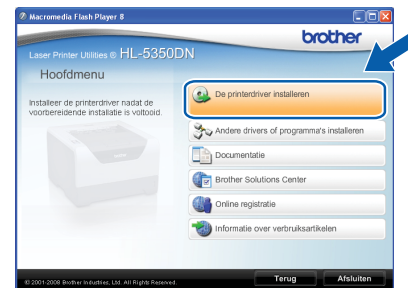 Macromedia Flash Player 8
brother
Laser Printer Utilities HL-5350DN
Hoofdmenu
Installeer de printerdriver nadat de
voorbereidende installatie is voltooid.
De printerdriver installeren
Andere drivers of programma's installeren
Documentatie
Brother Solutions Center
Online registratie
Informatie over verbruiksartikelen
© 2001-2008 Brother Industries, Ltd. All Rights Reserved.
Terug
Afsluiten